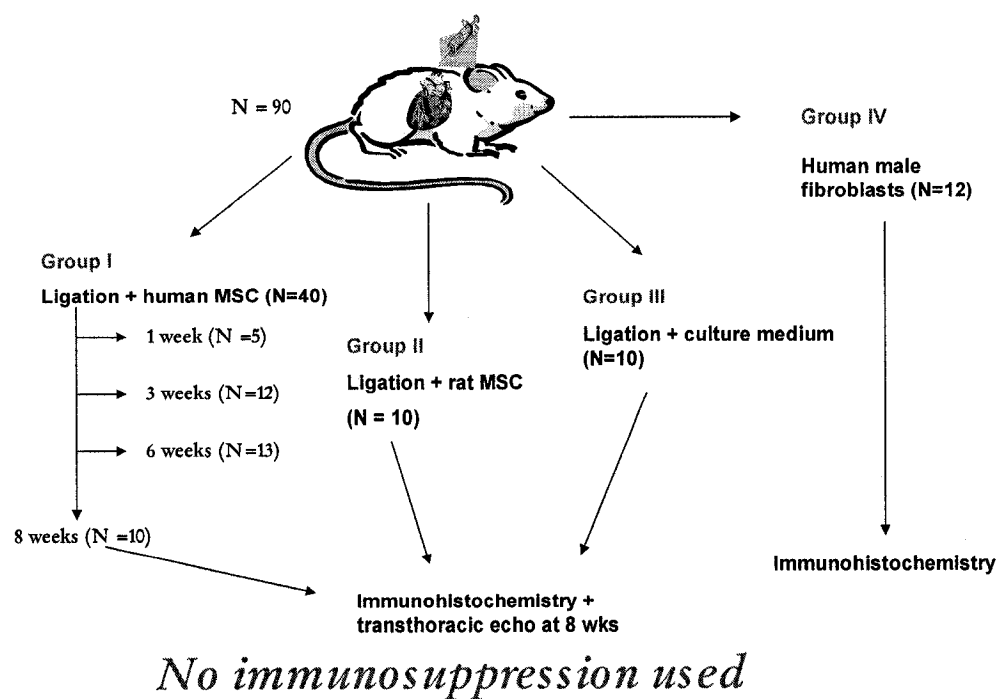 N = 90
Group IV
Human male
fibroblasts (N=12)
Group I
Ligation + human MSC (N=40)
1 week (N =5)
3 weeks (N=12)
6 weeks (N=13)
8 weeks (N =10)
Group II
Ligation + rat MSC
(N = 10)
Group III
Ligation + culture medium
(N=10)
Immunohistochemistry
Immunohistochemistry +
transthoracic echo at 8 wks
No immunosuppression used